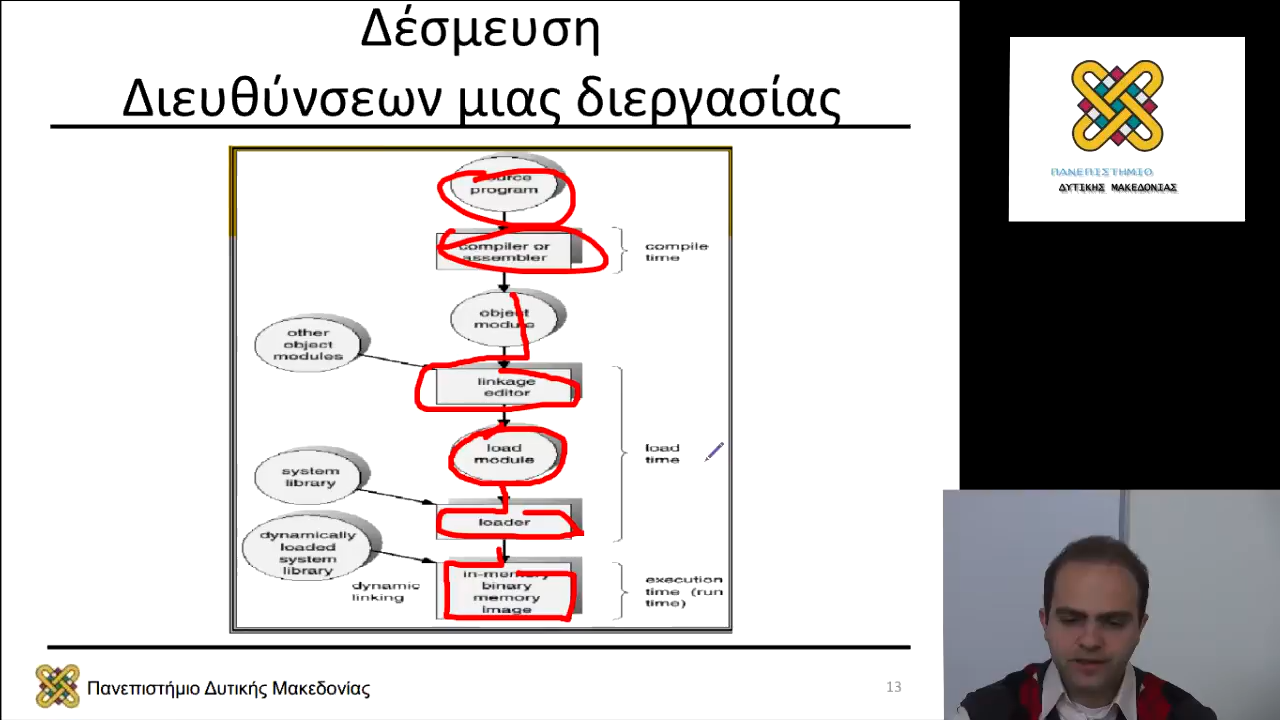 Δέσμευση
Διευθύνσεων μιας διεργασίας
source
program
compiler or
assembler
compile
time
object
module
other
object
modules
linkage
editor
load
module
load
time
system
library
loader
dynamically
loaded
system
library
dynamic
linking
in-memory
binary
memory
image
execution
time (run
time)
Πανεπιστήμιο Δυτικής Μακεδονίας
13
ΠΑΝΕΠΙΣΤΗΜΙΟ
ΔΥΤΙΚΗΣ ΜΑΚΕΔΟΝΙΑΣ